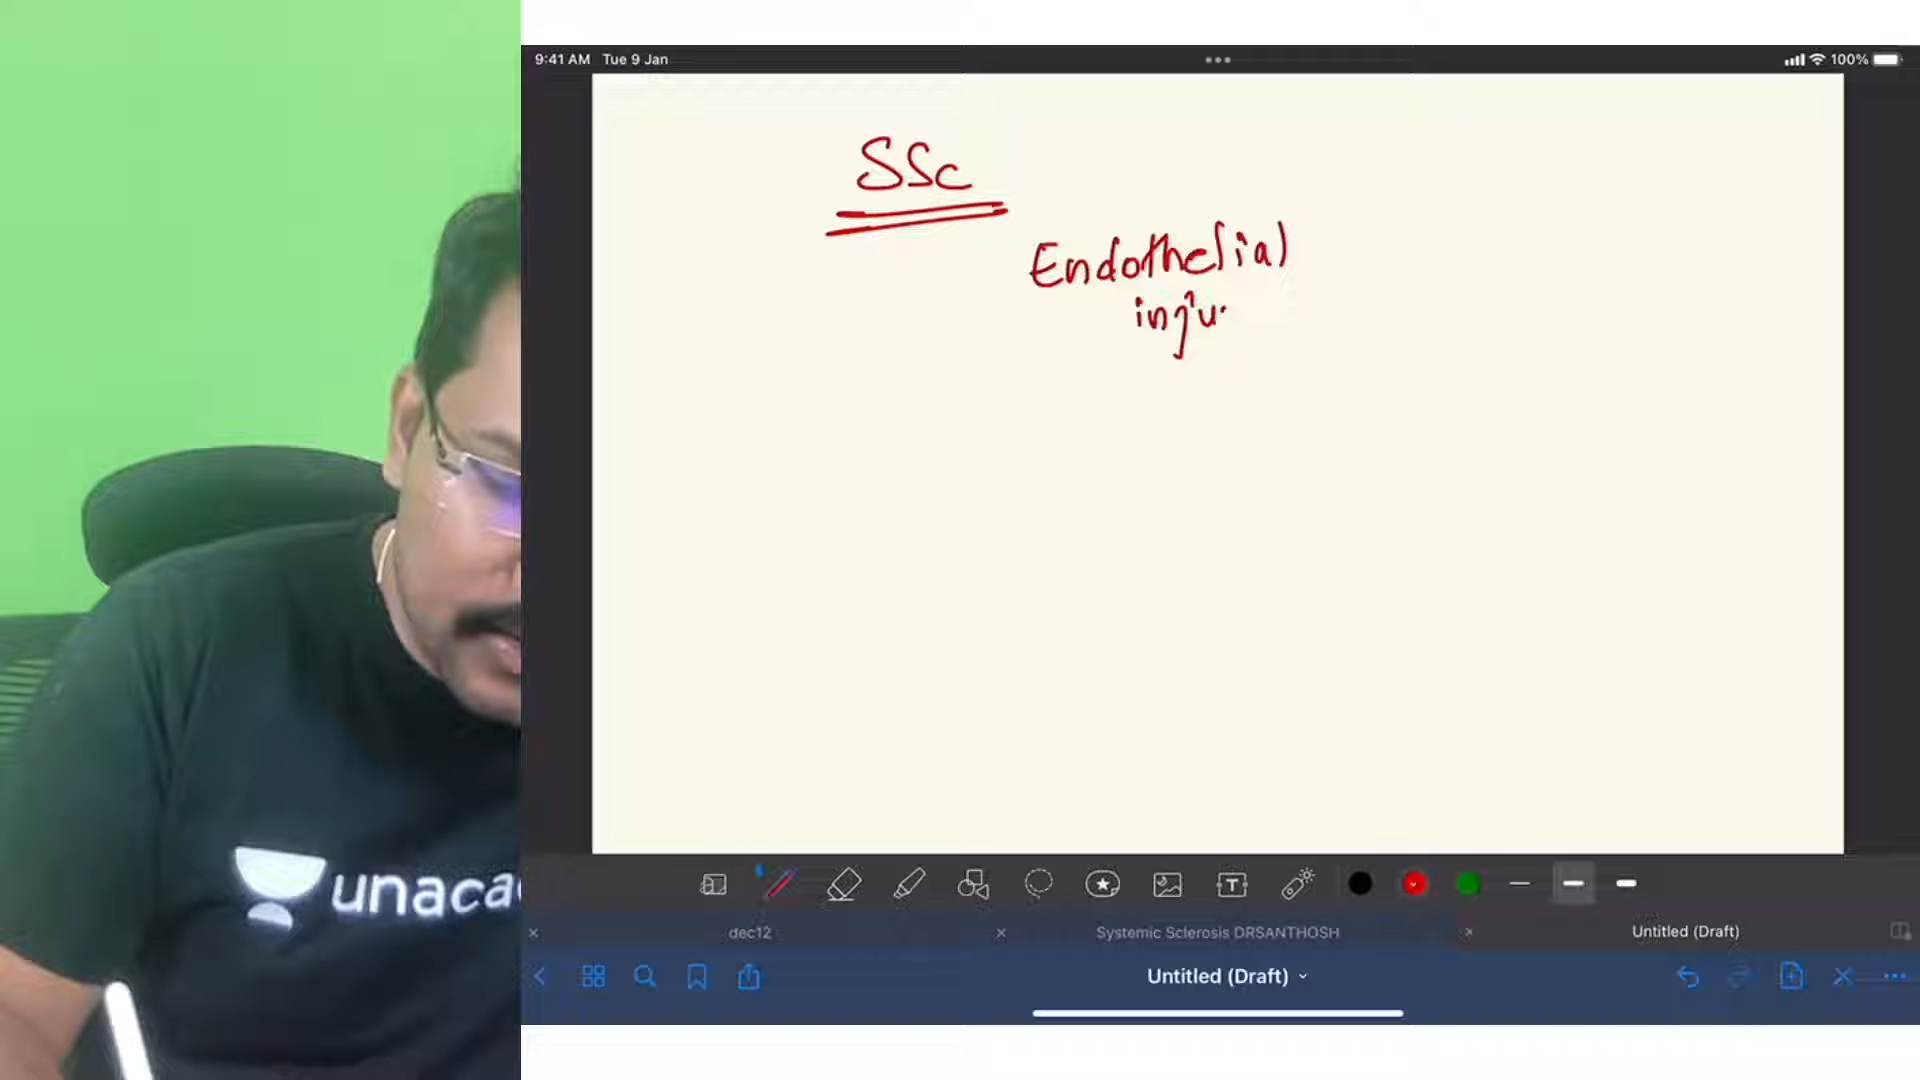 9:41 AM Tue 9 Jan
100%
SSc
Endothelial
inju
unaca
T
dec12
Systemic Sclerosis DRSANTHOSH
Untitled (Draft)
Untitled (Draft)